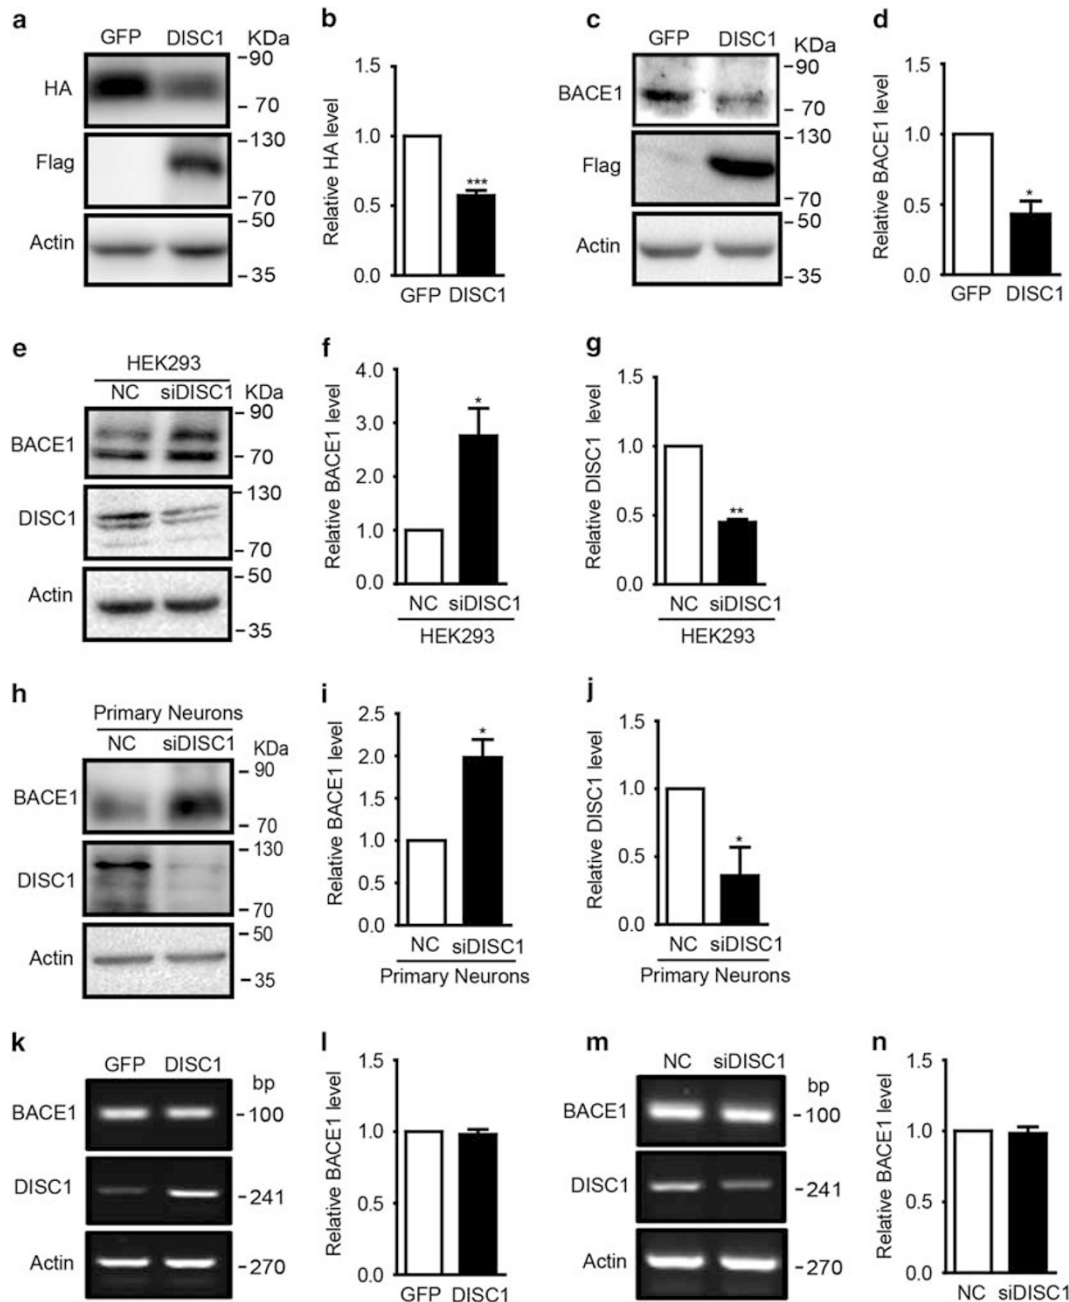 a
GFP DISC1 KDa
HA
-90
- 70
Flag
-130
-70
Actin
- 50
- 35
b
Relative HA level
1.5
1.0
0.5
0.0
***
GFP DISC1
c
GFP DISC1 KDa
BACE1
- 90
- 70
Flag
- 130
-70
Actin
- 50
- 35
d
Relative BACE1 level
1.5
1.0
0.5
0.0
*
GFP DISC1
e
HEK293
NC siDISC1 KDa
BACE1
- 90
- 70
DISC1
- 130
- 70
Actin
- 50
- 35
f
Relative BACE1 level
4.0
3.0
2.0
1.0
0.0
*
NC siDISC1
HEK293
g
Relative DISC1 level
1.5
1.0
0.5
0.0
**
NC siDISC1
HEK293
h
Primary Neurons
NC siDISC1 KDa
BACE1
- 90
- 70
DISC1
- 130
-70
Actin
- 50
- 35
i
Relative BACE1 level
2.5
2.0
1.5
1.0
0.5
0.0
*
NC siDISC1
Primary Neurons
j
Relative DISC1 level
1.5
1.0
0.5
0.0
*
NC siDISC1
Primary Neurons
k
GFP DISC1
bp
BACE1
-100
DISC1
-241
Actin
-270
l
Relative BACE1 level
1.5
1.0
0.5
0.0
GFP DISC1
m
NC siDISC1
bp
BACE1
-100
DISC1
-241
Actin
-270
n
Relative BACE1 level
1.5
1.0
0.5
0.0
NC siDISC1